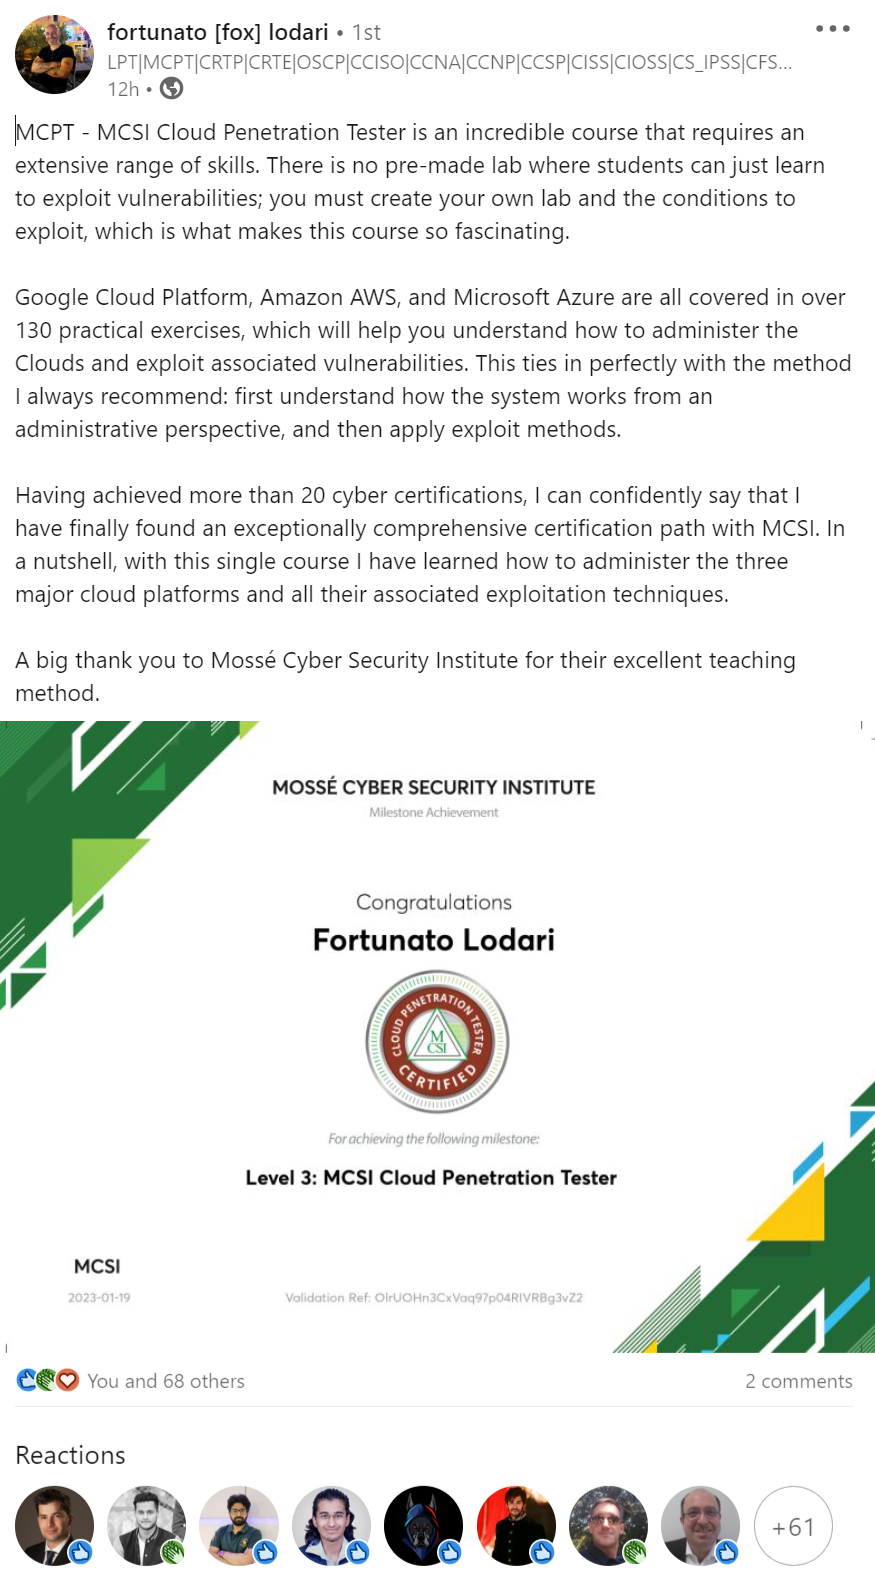 fortunato [fox] lodari • 1st
LPT|MCPT|CRTP|CRTE|OSCP|CCISO|CCNA|CCNP|CCSP|CISS|CIOSS|CS_IPSS|CFS...
12h •
MCPT - MCSI Cloud Penetration Tester is an incredible course that requires an
extensive range of skills. There is no pre-made lab where students can just learn
to exploit vulnerabilities; you must create your own lab and the conditions to
exploit, which is what makes this course so fascinating.
Google Cloud Platform, Amazon AWS, and Microsoft Azure are all covered in over
130 practical exercises, which will help you understand how to administer the
Clouds and exploit associated vulnerabilities. This ties in perfectly with the method
I always recommend: first understand how the system works from an
administrative perspective, and then apply exploit methods.
Having achieved more than 20 cyber certifications, I can confidently say that I
have finally found an exceptionally comprehensive certification path with MCSI. In
a nutshell, with this single course I have learned how to administer the three
major cloud platforms and all their associated exploitation techniques.
A big thank you to Mossé Cyber Security Institute for their excellent teaching
method.
MOSSÉ CYBER SECURITY INSTITUTE
Milestone Achievement
Congratulations
Fortunato Lodari
CLOUD PENETRATION TESTER
M
CSI
CERTIFIED
For achieving the following milestone:
Level 3: MCSI Cloud Penetration Tester
MCSI
2023-01-19
Validation Ref: OlrUOHn3CxVaq97p04RIVRBg3vZ2
You and 68 others
2 comments
Reactions
+61